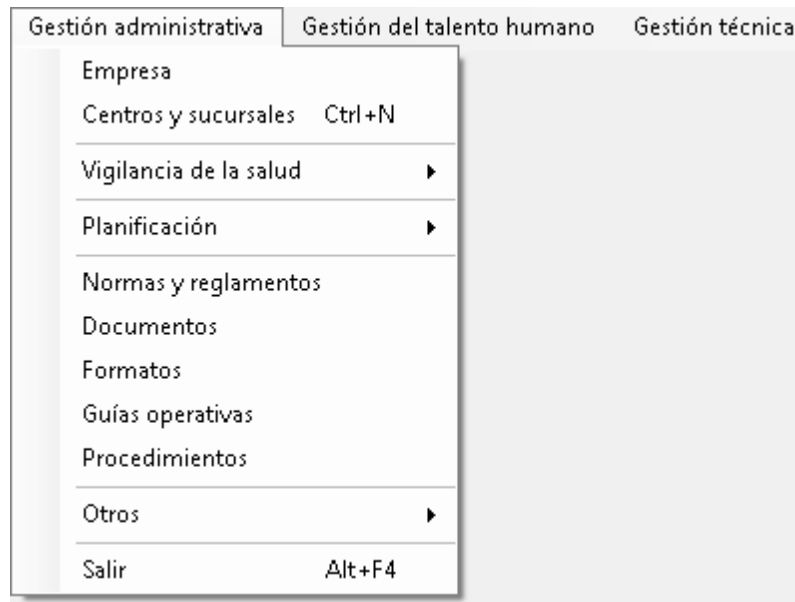 Gestión administrativa Gestión del talento humano Gestión técnica
Empresa
Centros y sucursales Ctrl+N
Vigilancia de la salud
Planificación
Normas y reglamentos
Documentos
Formatos
Guías operativas
Procedimientos
Otros
Salir Alt+F4